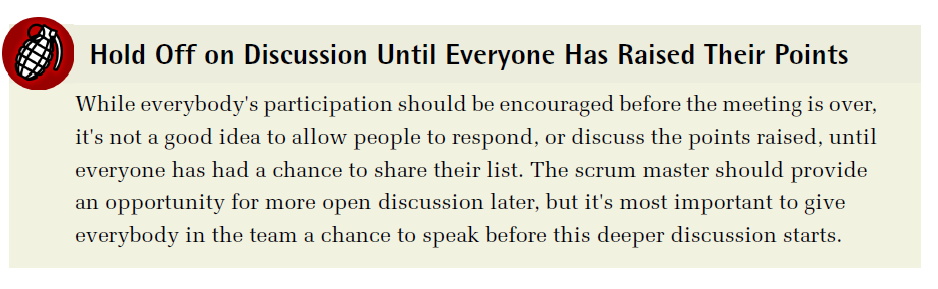 Hold Off on Discussion Until Everyone Has Raised Their Points
While everybody's participation should be encouraged before the meeting is over,
it's not a good idea to allow people to respond, or discuss the points raised, until
everyone has had a chance to share their list. The scrum master should provide
an opportunity for more open discussion later, but it's most important to give
everybody in the team a chance to speak before this deeper discussion starts.